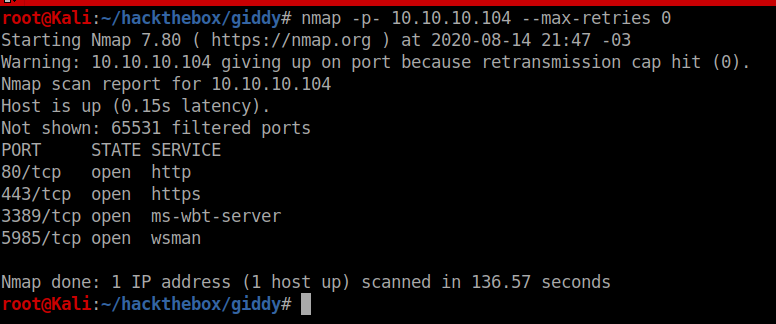 root@Kali:~/hackthebox/giddy# nmap -p- 10.10.10.104 --max-retries 0
Starting Nmap 7.80 ( https://nmap.org ) at 2020-08-14 21:47 -03
Warning: 10.10.10.104 giving up on port because retransmission cap hit (0).
Nmap scan report for 10.10.10.104
Host is up (0.15s latency).
Not shown: 65531 filtered ports
PORT     STATE SERVICE
80/tcp   open  http
443/tcp  open  https
3389/tcp open  ms-wbt-server
5985/tcp open  wsman
Nmap done: 1 IP address (1 host up) scanned in 136.57 seconds
root@Kali:~/hackthebox/giddy#